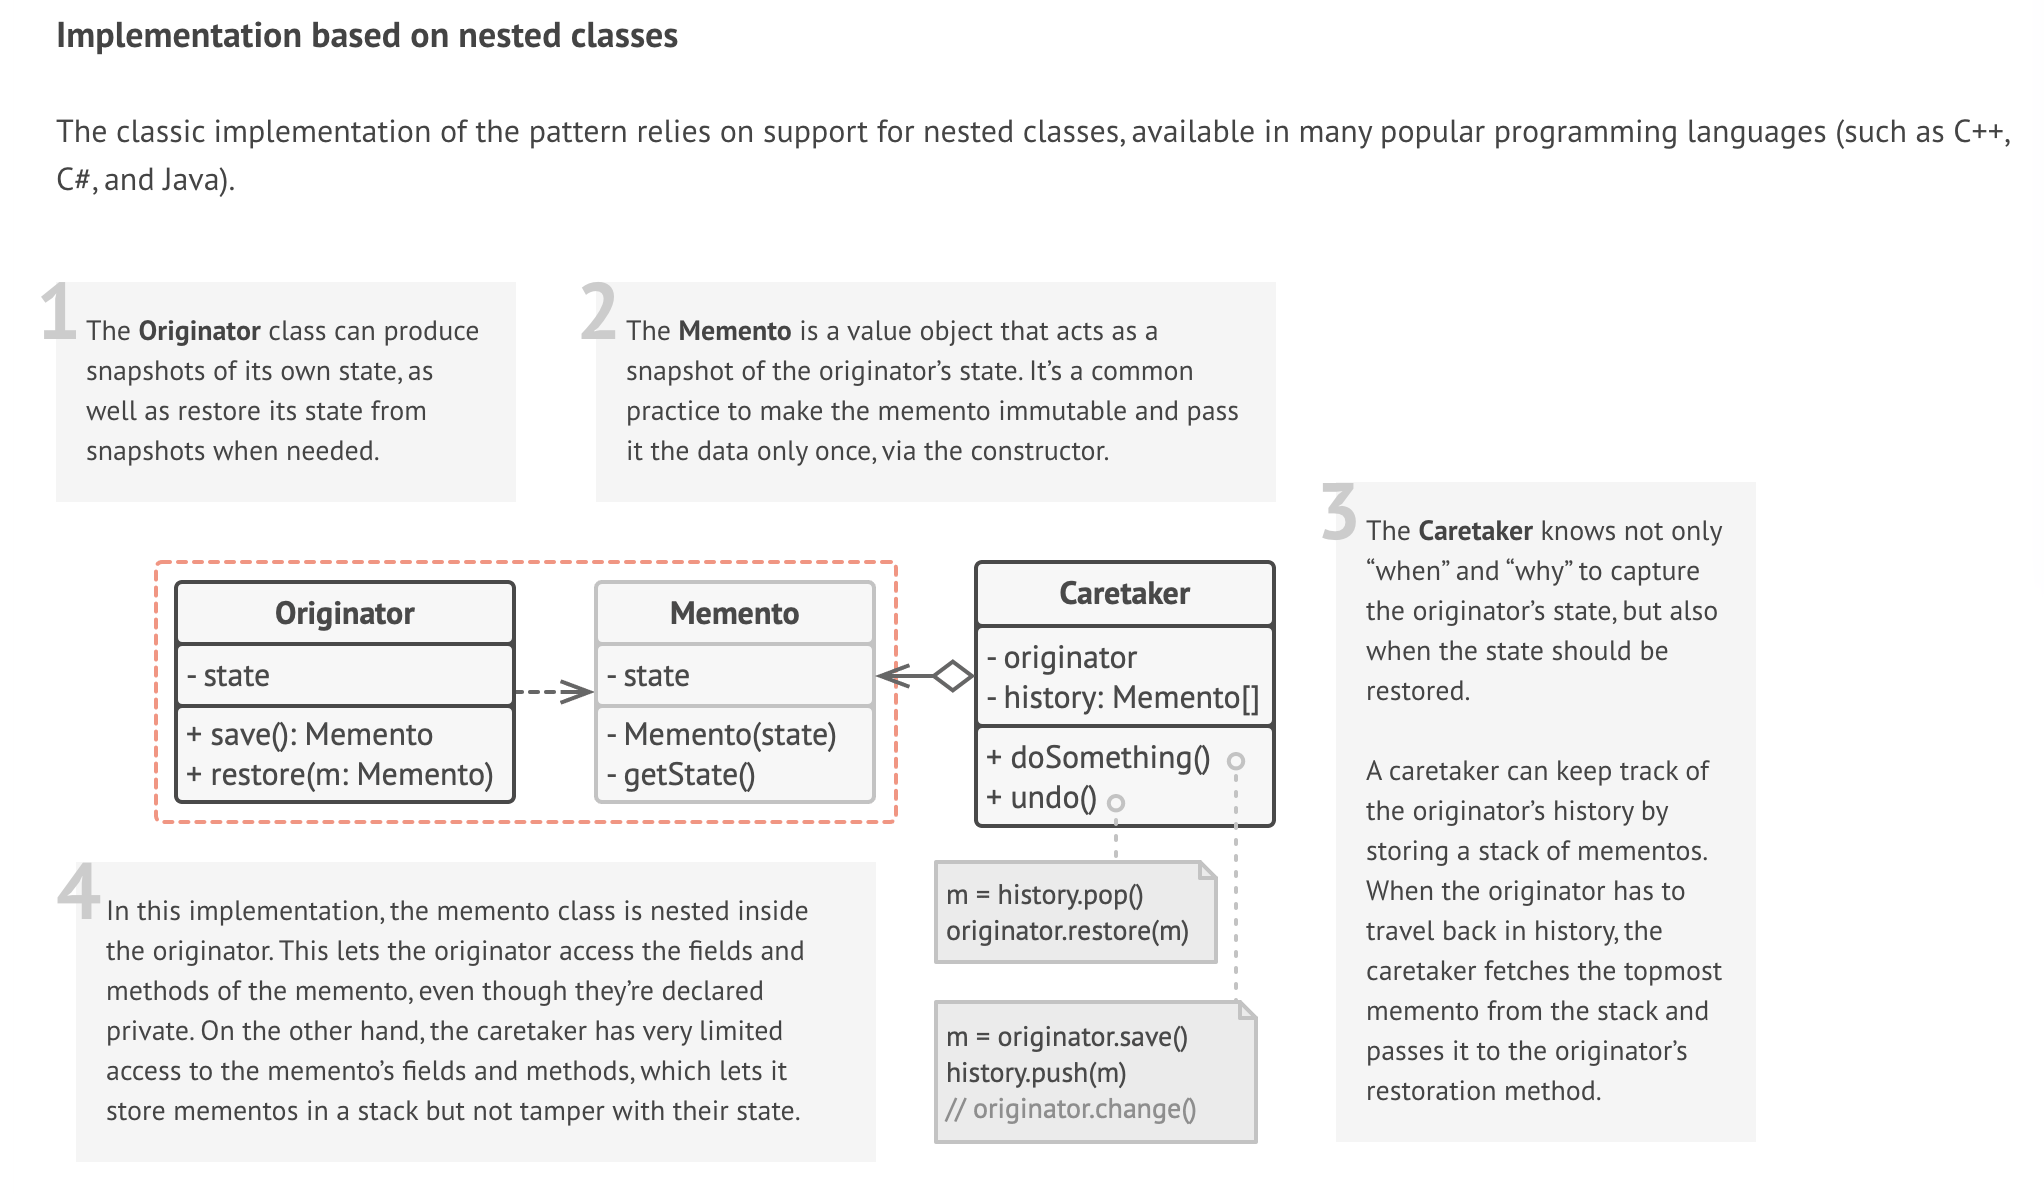 Implementation based on nested classes
The classic implementation of the pattern relies on support for nested classes, available in many popular programming languages (such as C++,
C#, and Java).
1
The Originator class can produce
snapshots of its own state, as
well as restore its state from
snapshots when needed.
2
The Memento is a value object that acts as a
snapshot of the originator’s state. It’s a common
practice to make the memento immutable and pass
it the data only once, via the constructor.
3
The Caretaker knows not only
“when” and “why” to capture
the originator’s state, but also
when the state should be
restored.
A caretaker can keep track of
the originator’s history by
storing a stack of mementos.
When the originator has to
travel back in history, the
caretaker fetches the topmost
memento from the stack and
passes it to the originator’s
restoration method.
Originator
- state
+ save(): Memento
+ restore(m: Memento)
Memento
- state
- Memento(state)
- getState()
Caretaker
- originator
- history: Memento[]
+ doSomething()
+ undo()
m = history.pop()
originator.restore(m)
m = originator.save()
history.push(m)
// originator.change()
4
In this implementation, the memento class is nested inside
the originator. This lets the originator access the fields and
methods of the memento, even though they’re declared
private. On the other hand, the caretaker has very limited
access to the memento’s fields and methods, which lets it
store mementos in a stack but not tamper with their state.